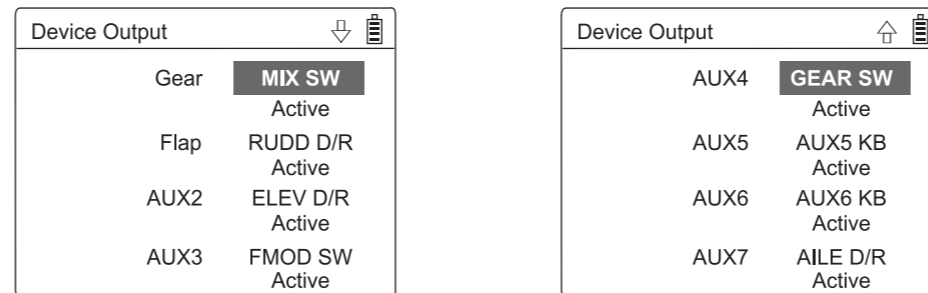 Device Output
Gear MIX SW
Active
Flap RUDD D/R
Active
AUX2 ELEV D/R
Active
AUX3 FMOD SW
Active
Device Output
AUX4 GEAR SW
Active
AUX5 AUX5 KB
Active
AUX6 AUX6 KB
Active
AUX7 AILE D/R
Active